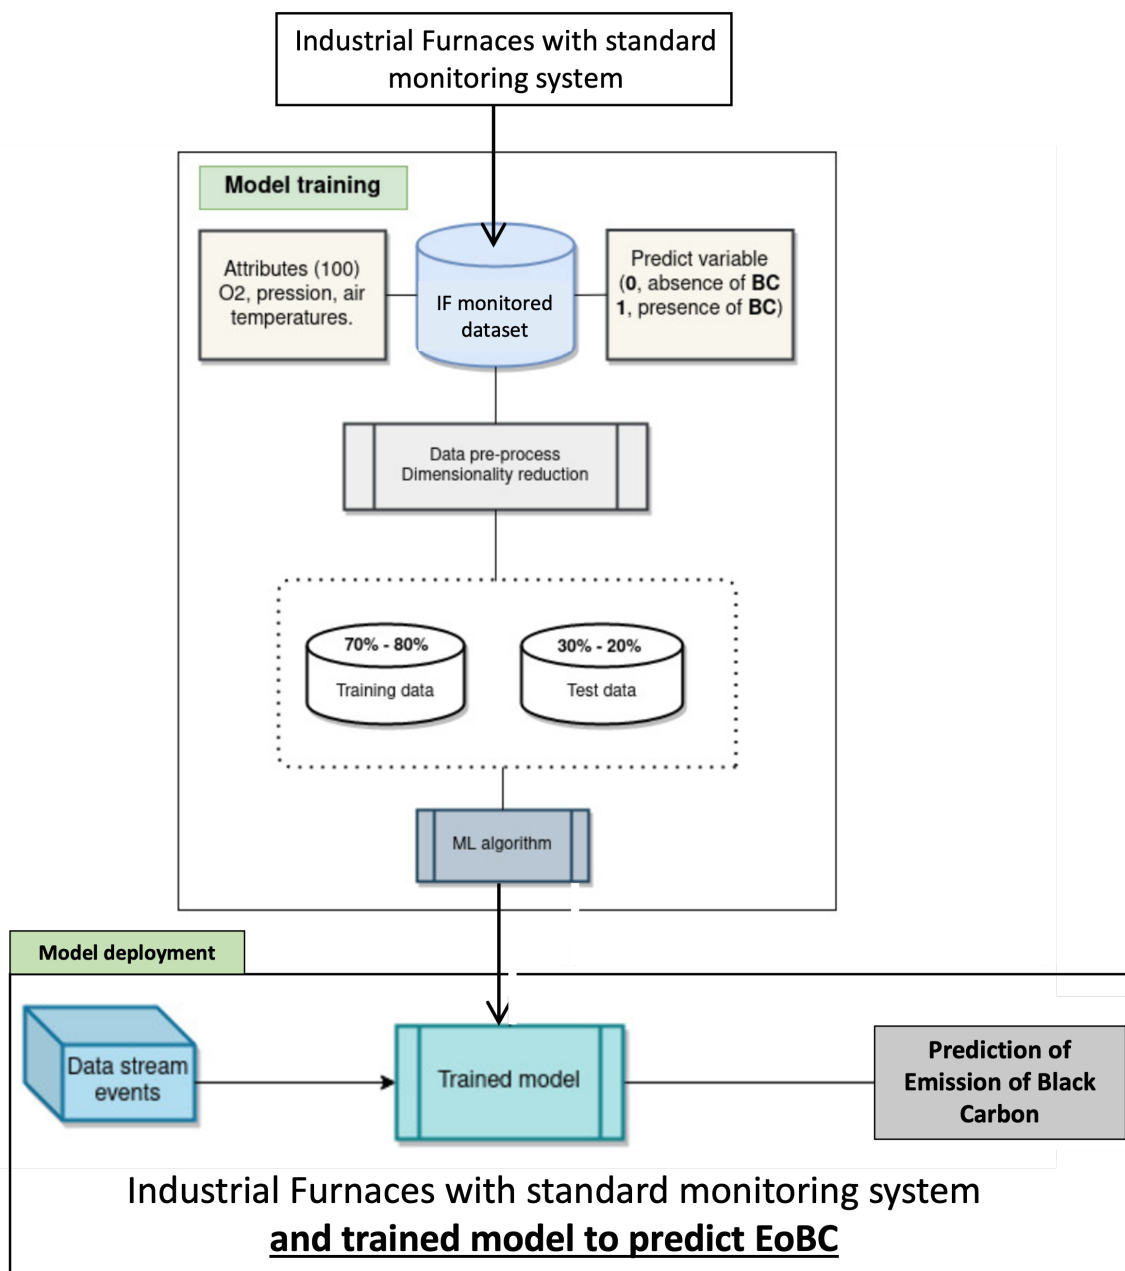 Industrial Furnaces with standard
monitoring system
Model training
Attributes (100)
O2, pression, air
temperatures.
IF monitored
dataset
Predict variable
(0, absence of BC
1, presence of BC)
Data pre-process
Dimensionality reduction
70% - 80%
Training data
30% - 20%
Test data
ML algorithm
Model deployment
Data stream
events
Trained model
Prediction of
Emission of Black
Carbon
Industrial Furnaces with standard monitoring system
and trained model to predict EoBC